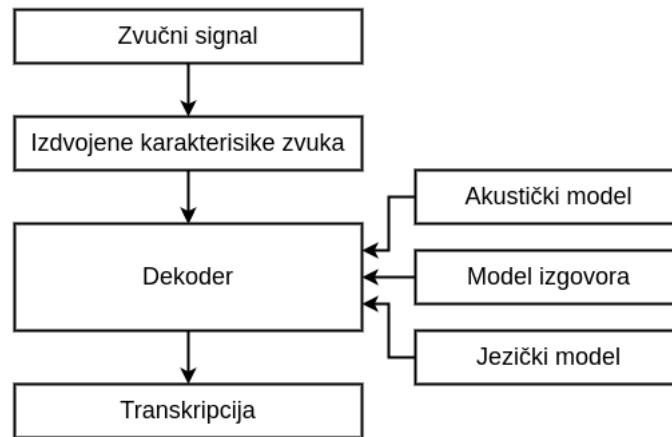 Zvučni signal
Izdvojene karakterisike zvuka
Akustički model
Dekoder
Model izgovora
Jezički model
Transkripcija